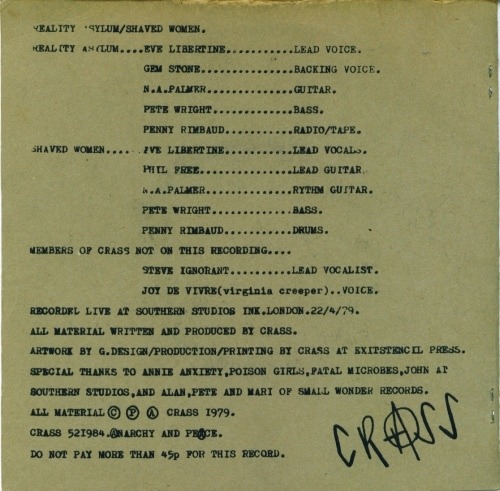 REALITY ASYLUM/SHAVED WOMEN.
REALITY ASYLUM....EVE LIBERTINE...........LEAD VOICE.
GEM STONE...............BACKING VOICE.
N.A.PALMER..............GUITAR.
PETE WRIGHT.............BASS.
PENNY RIMBAUD...........RADIO/TAPE.
SHAVED WOMEN.... EVE LIBERTINE...........LEAD VOCALS.
PHIL FREE...............LEAD GUITAR.
N.A.PALMER..............RYTHM GUITAR.
PETE WRIGHT.............BASS.
PENNY RIMBAUD...........DRUMS.
MEMBERS OF CRASS NOT ON THIS RECORDING....
STEVE IGNORANT..........LEAD VOCALIST.
JOY DE VIVRE(virginia creeper)..VOICE.
RECORDED LIVE AT SOUTHERN STUDIOS INK.LONDON.22/4/79.
ALL MATERIAL WRITTEN AND PRODUCED BY CRASS.
ARTWORK BY G.DESIGN/PRODUCTION/PRINTING BY CRASS AT EXITSTENCIL PRESS.
SPECIAL THANKS TO ANNIE ANXIETY,POISON GIRLS,FATAL MICROBES,JOHN AT
SOUTHERN STUDIOS,AND ALAN,PETE AND MARI OF SMALL WONDER RECORDS.
ALL MATERIAL Ⓒ Ⓟ Ⓐ CRASS 1979.
CRASS 521984.ⒶNARCHY AND PEⒶCE.
DO NOT PAY MORE THAN 45p FOR THIS RECORD.
CRⒶSS